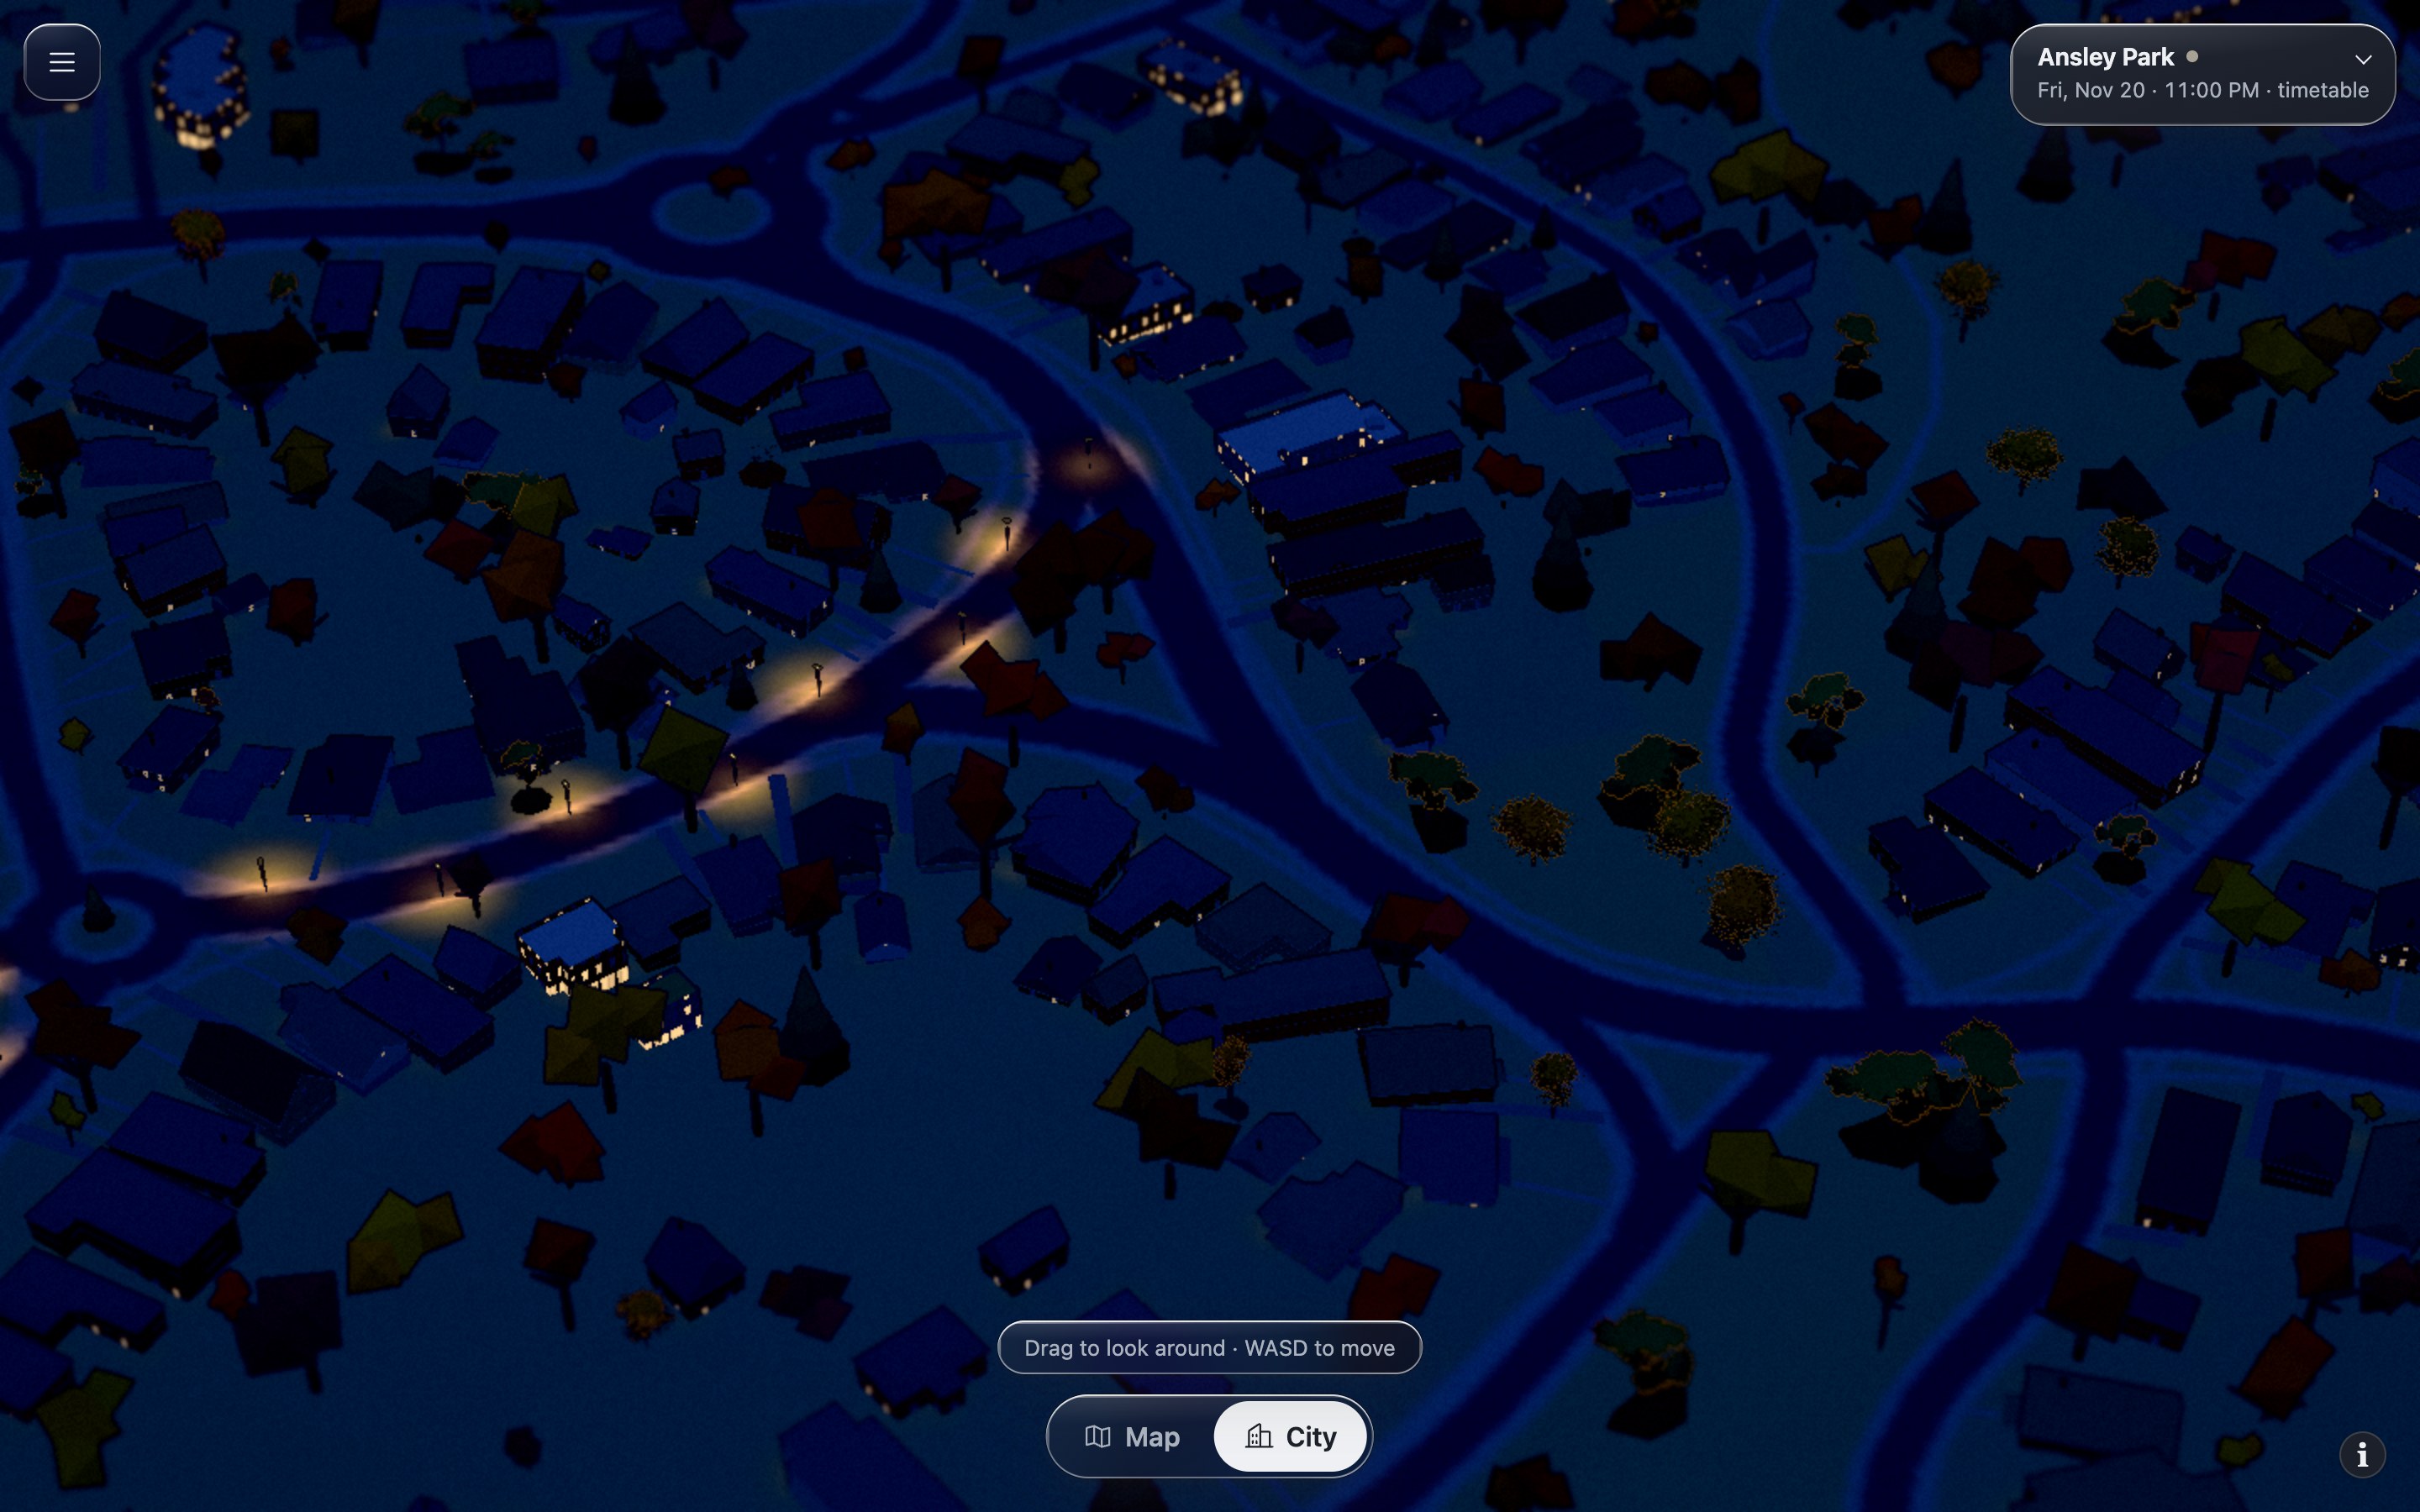 Ansley Park
Fri, Nov 20 · 11:00 PM · timetable
Drag to look around · WASD to move
Map
City
i